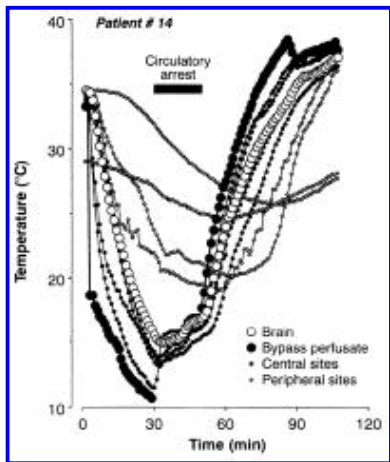 Patient # 14
Circulatory
arrest
40
30
20
10
Temperature (°C)
Brain
Bypass perfusate
Central sites
Peripheral sites
0 30 60 90 120
Time (min)